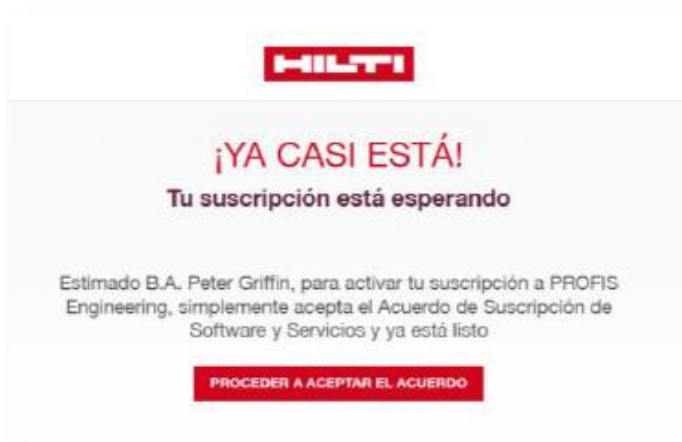 HILTI
¡YA CASI ESTÁ!
Tu suscripción está esperando
Estimado B.A. Peter Griffin, para activar tu suscripción a PROFIS
Engineering, simplemente acepta el Acuerdo de Suscripción de
Software y Servicios y ya está listo
PROCEDER A ACEPTAR EL ACUERDO